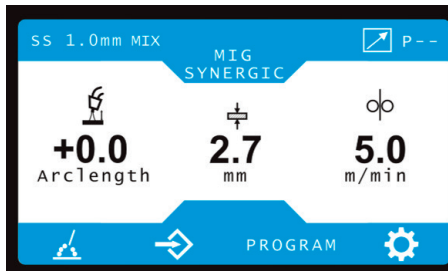 SS 1.0mm MIX
MIG
SYNERGIC
P--
+0.0
Arclength
2.7
mm
5.0
m/min
PROGRAM